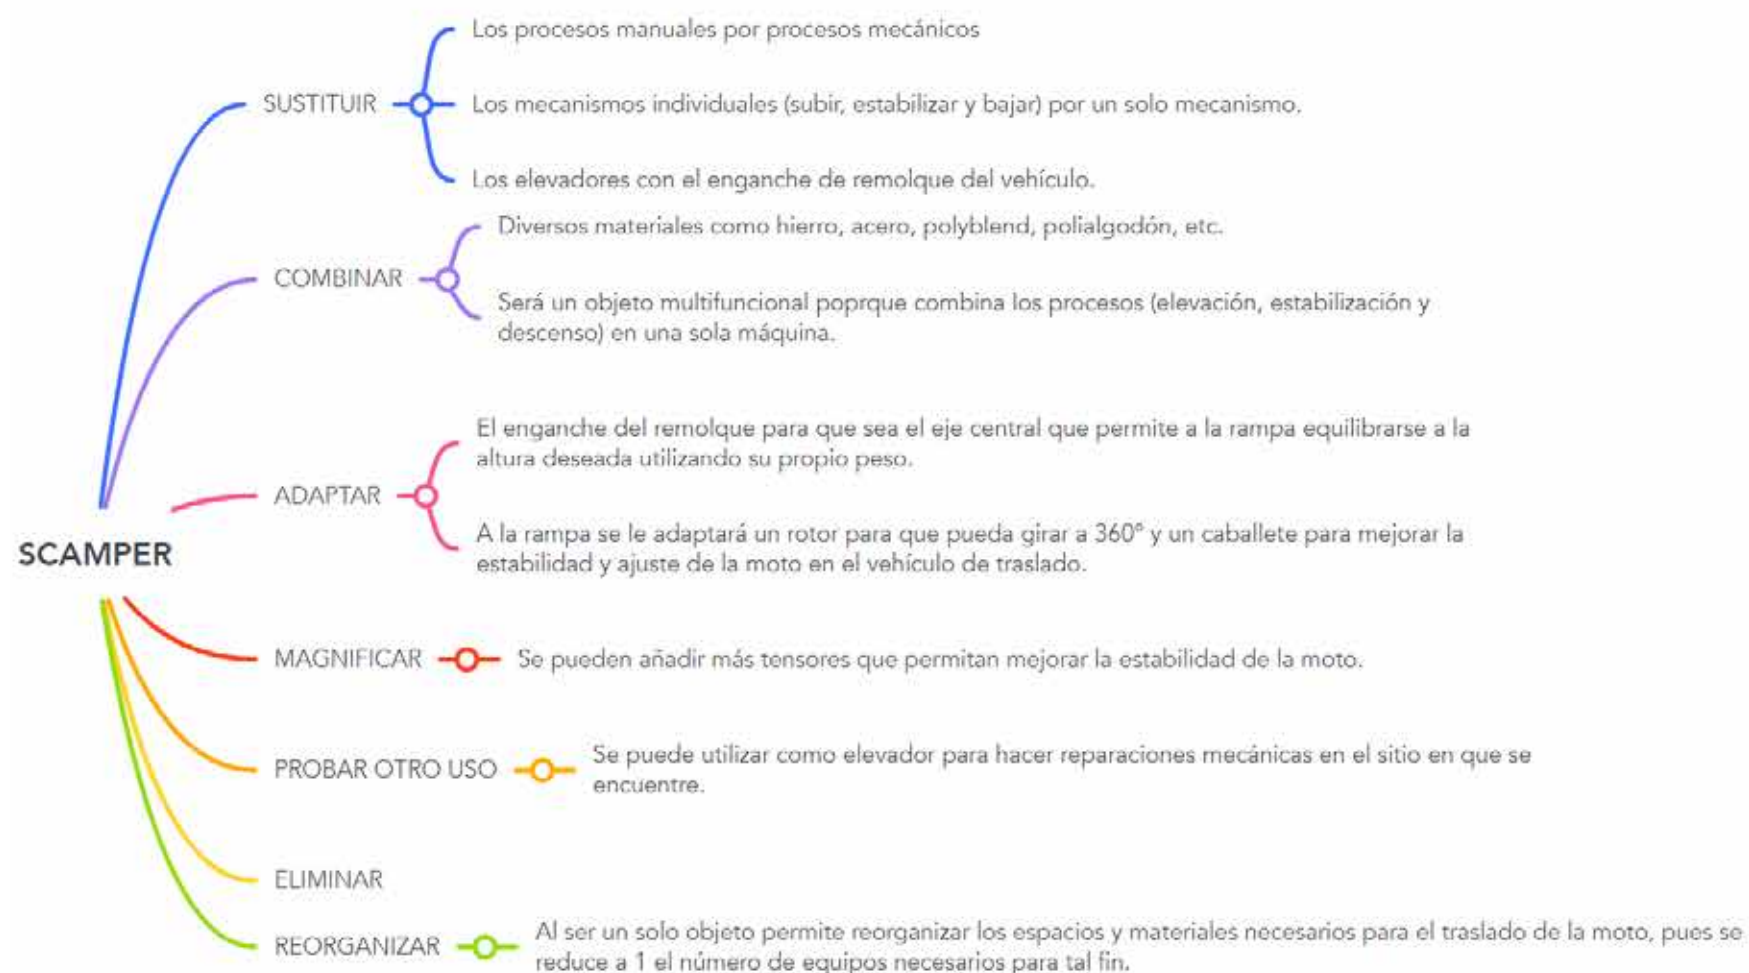 SCAMPER
SUSTITUIR
Los procesos manuales por procesos mecánicos
Los mecanismos individuales (subir, estabilizar y bajar) por un solo mecanismo.
Los elevadores con el enganche de remolque del vehículo.
COMBINAR
Diversos materiales como hierro, acero, polyblend, polialgodón, etc.
Será un objeto multifuncional poprque combina los procesos (elevación, estabilización y
descenso) en una sola máquina.
ADAPTAR
El enganche del remolque para que sea el eje central que permite a la rampa equilibrarse a la
altura deseada utilizando su propio peso.
A la rampa se le adaptará un rotor para que pueda girar a 360° y un caballete para mejorar la
estabilidad y ajuste de la moto en el vehículo de traslado.
MAGNIFICAR
Se pueden añadir más tensores que permitan mejorar la estabilidad de la moto.
PROBAR OTRO USO
Se puede utilizar como elevador para hacer reparaciones mecánicas en el sitio en que se
encuentre.
ELIMINAR
REORGANIZAR
Al ser un solo objeto permite reorganizar los espacios y materiales necesarios para el traslado de la moto, pues se
reduce a 1 el número de equipos necesarios para tal fin.